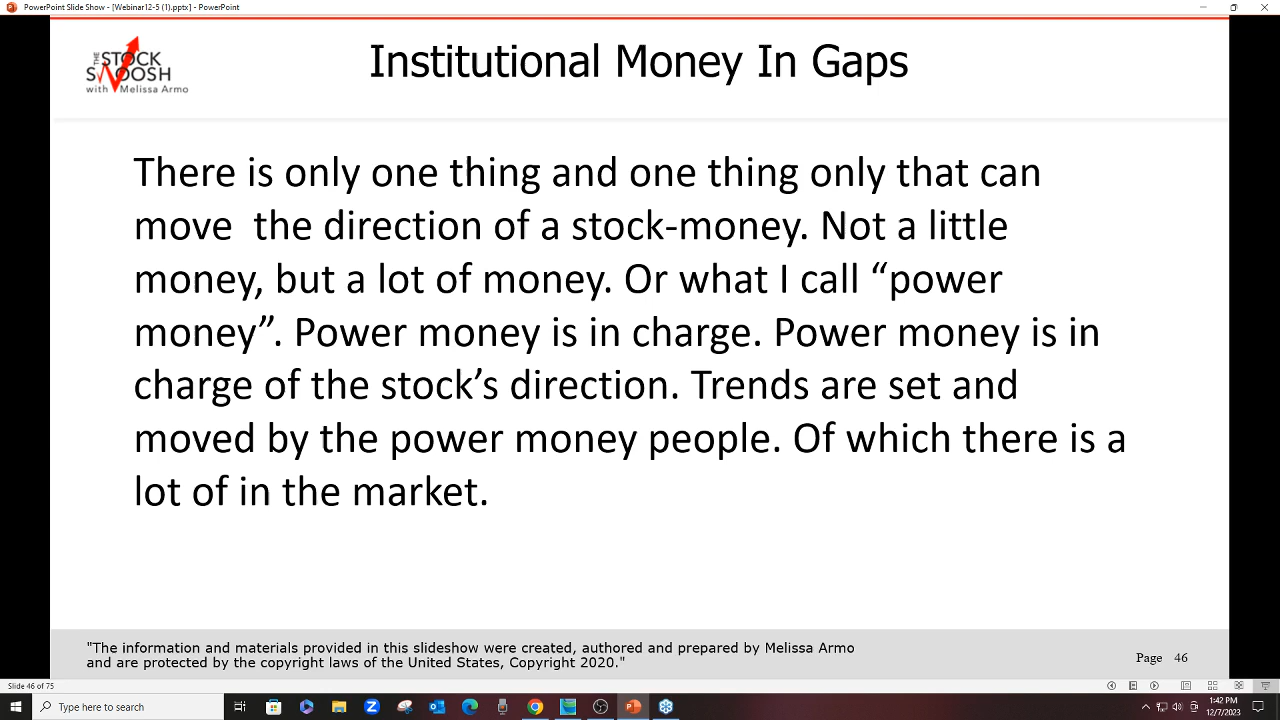 PowerPoint Slide Show - [Webinar12-5 (1).pptx] - PowerPoint
THE
STOCK
SWOOSH
with Melissa Armo
Institutional Money In Gaps
There is only one thing and one thing only that can
move  the direction of a stock-money. Not a little
money, but a lot of money. Or what I call “power
money”. Power money is in charge. Power money is in
charge of the stock’s direction. Trends are set and
moved by the power money people. Of which there is a
lot of in the market.
"The information and materials provided in this slideshow were created, authored and prepared by Melissa Armo
and are protected by the copyright laws of the United States, Copyright 2020."
Page 46
Slide 46 of 75
Type here to search
1:42 PM
12/7/2023